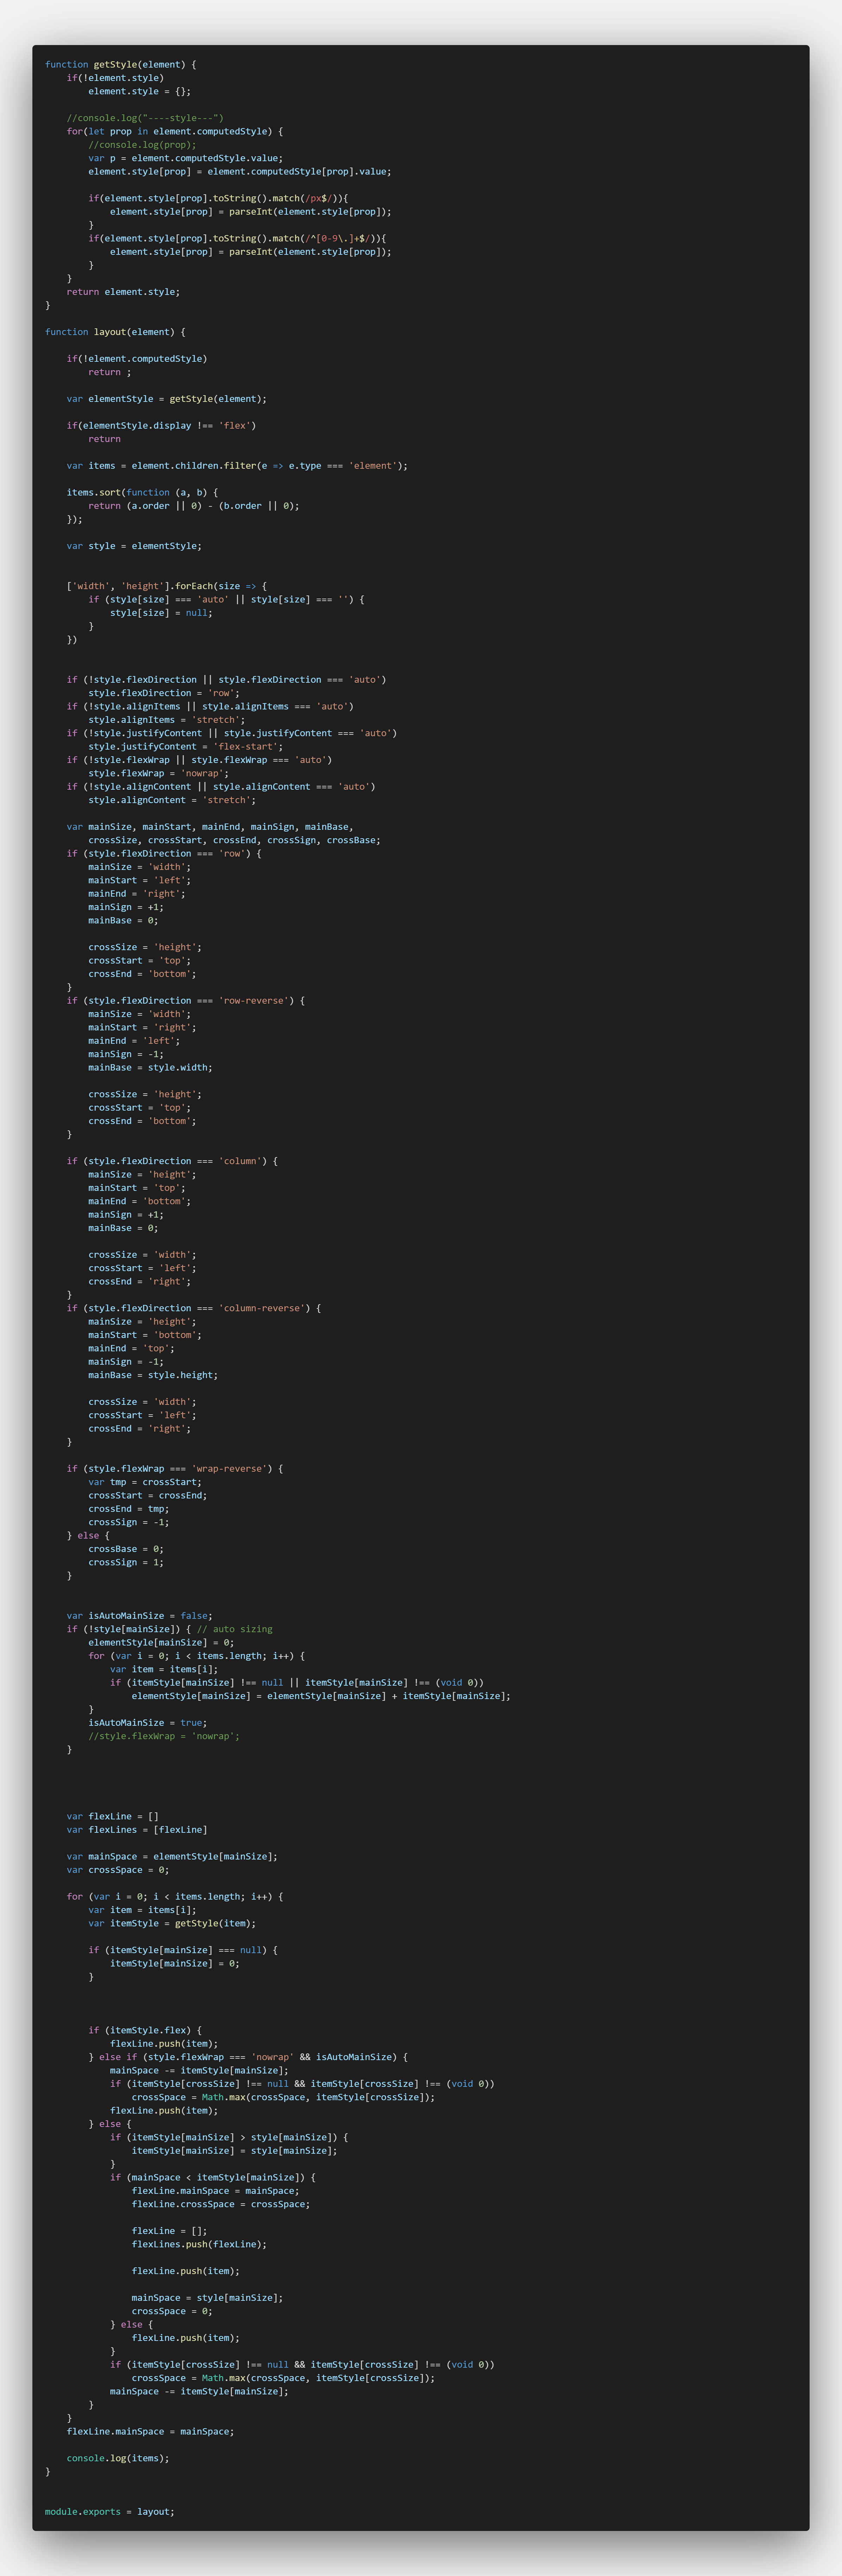 function getStyle(element) {
    if(!element.style)
        element.style = {};

    //console.log("----style---")
    for(let prop in element.computedStyle) {
        //console.log(prop);
        var p = element.computedStyle.value;
        element.style[prop] = element.computedStyle[prop].value;

        if(element.style[prop].toString().match(/px$/)){
            element.style[prop] = parseInt(element.style[prop]);
        }
        if(element.style[prop].toString().match(/^[0-9\.]+$/)){
            element.style[prop] = parseInt(element.style[prop]);
        }
    }
    return element.style;
}

function layout(element) {

    if(!element.computedStyle)
        return ;

    var elementStyle = getStyle(element);

    if(elementStyle.display !== 'flex')
        return

    var items = element.children.filter(e => e.type === 'element');

    items.sort(function (a, b) {
        return (a.order || 0) - (b.order || 0);
    });

    var style = elementStyle;


    ['width', 'height'].forEach(size => {
        if (style[size] === 'auto' || style[size] === '') {
            style[size] = null;
        }
    })


    if (!style.flexDirection || style.flexDirection === 'auto')
        style.flexDirection = 'row';
    if (!style.alignItems || style.alignItems === 'auto')
        style.alignItems = 'stretch';
    if (!style.justifyContent || style.justifyContent === 'auto')
        style.justifyContent = 'flex-start';
    if (!style.flexWrap || style.flexWrap === 'auto')
        style.flexWrap = 'nowrap';
    if (!style.alignContent || style.alignContent === 'auto')
        style.alignContent = 'stretch';

    var mainSize, mainStart, mainEnd, mainSign, mainBase,
        crossSize, crossStart, crossEnd, crossSign, crossBase;
    if (style.flexDirection === 'row') {
        mainSize = 'width';
        mainStart = 'left';
        mainEnd = 'right';
        mainSign = +1;
        mainBase = 0;

        crossSize = 'height';
        crossStart = 'top';
        crossEnd = 'bottom';
    }
    if (style.flexDirection === 'row-reverse') {
        mainSize = 'width';
        mainStart = 'right';
        mainEnd = 'left';
        mainSign = -1;
        mainBase = style.width;

        crossSize = 'height';
        crossStart = 'top';
        crossEnd = 'bottom';
    }

    if (style.flexDirection === 'column') {
        mainSize = 'height';
        mainStart = 'top';
        mainEnd = 'bottom';
        mainSign = +1;
        mainBase = 0;

        crossSize = 'width';
        crossStart = 'left';
        crossEnd = 'right';
    }
    if (style.flexDirection === 'column-reverse') {
        mainSize = 'height';
        mainStart = 'bottom';
        mainEnd = 'top';
        mainSign = -1;
        mainBase = style.height;

        crossSize = 'width';
        crossStart = 'left';
        crossEnd = 'right';
    }

    if (style.flexWrap === 'wrap-reverse') {
        var tmp = crossStart;
        crossStart = crossEnd;
        crossEnd = tmp;
        crossSign = -1;
    } else {
        crossBase = 0;
        crossSign = 1;
    }


    var isAutoMainSize = false;
    if (!style[mainSize]) { // auto sizing
        elementStyle[mainSize] = 0;
        for (var i = 0; i < items.length; i++) {
            var item = items[i];
            if (itemStyle[mainSize] !== null || itemStyle[mainSize] !== (void 0))
                elementStyle[mainSize] = elementStyle[mainSize] + itemStyle[mainSize];
        }
        isAutoMainSize = true;
        //style.flexWrap = 'nowrap';
    }




    var flexLine = []
    var flexLines = [flexLine]

    var mainSpace = elementStyle[mainSize];
    var crossSpace = 0;

    for (var i = 0; i < items.length; i++) {
        var item = items[i];
        var itemStyle = getStyle(item);

        if (itemStyle[mainSize] === null) {
            itemStyle[mainSize] = 0;
        }



        if (itemStyle.flex) {
            flexLine.push(item);
        } else if (style.flexWrap === 'nowrap' && isAutoMainSize) {
            mainSpace -= itemStyle[mainSize];
            if (itemStyle[crossSize] !== null && itemStyle[crossSize] !== (void 0))
                crossSpace = Math.max(crossSpace, itemStyle[crossSize]);
            flexLine.push(item);
        } else {
            if (itemStyle[mainSize] > style[mainSize]) {
                itemStyle[mainSize] = style[mainSize];
            }
            if (mainSpace < itemStyle[mainSize]) {
                flexLine.mainSpace = mainSpace;
                flexLine.crossSpace = crossSpace;

                flexLine = [];
                flexLines.push(flexLine);

                flexLine.push(item);

                mainSpace = style[mainSize];
                crossSpace = 0;
            } else {
                flexLine.push(item);
            }
            if (itemStyle[crossSize] !== null && itemStyle[crossSize] !== (void 0))
                crossSpace = Math.max(crossSpace, itemStyle[crossSize]);
            mainSpace -= itemStyle[mainSize];
        }
    }
    flexLine.mainSpace = mainSpace;

    console.log(items);
}


module.exports = layout;